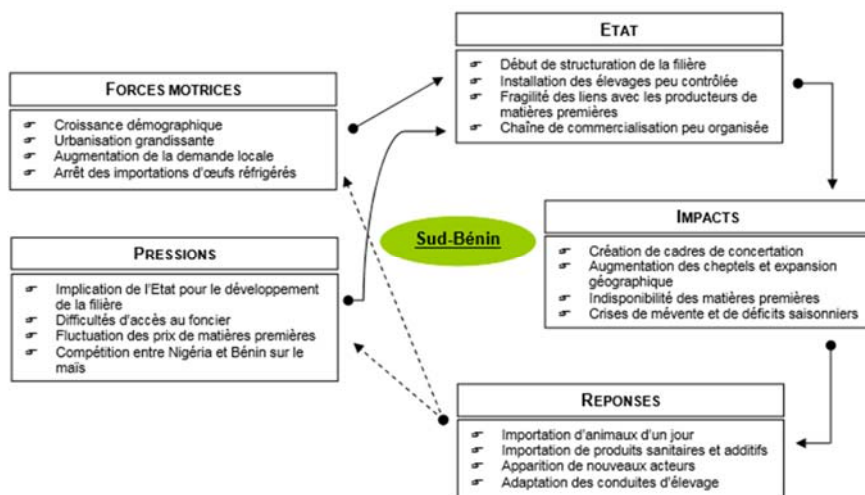 ETAT
☞ Début de structuration de la filière
☞ Installation des élevages peu contrôlée
☞ Fragilité des liens avec les producteurs de
matières premières
☞ Chaîne de commercialisation peu organisée
FORCES MOTRICES
☞ Croissance démographique
☞ Urbanisation grandissante
☞ Augmentation de la demande locale
☞ Arrêt des importations d'œufs réfrigérés
Sud-Bénin
PRESSIONS
☞ Implication de l'Etat pour le développement
de la filière
☞ Difficultés d'accès au foncier
☞ Fluctuation des prix de matières premières
☞ Compétition entre Nigéria et Bénin sur le
maïs
IMPACTS
☞ Création de cadres de concertation
☞ Augmentation des cheptels et expansion
géographique
☞ Indisponibilité des matières premières
☞ Crises de mévente et de déficits saisonniers
REPONSES
☞ Importation d'animaux d'un jour
☞ Importation de produits sanitaires et additifs
☞ Apparition de nouveaux acteurs
☞ Adaptation des conduites d'élevage